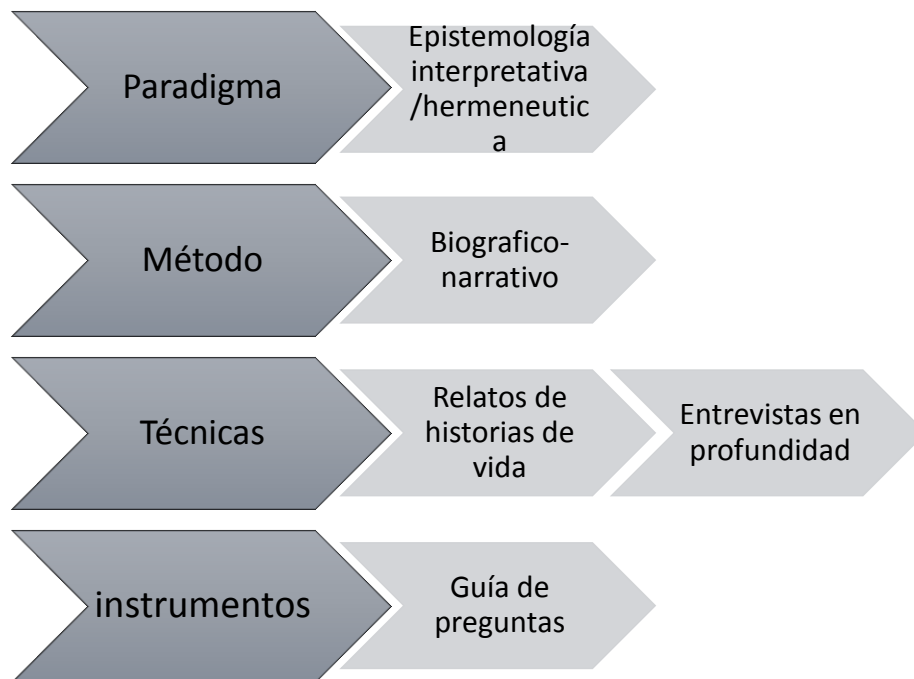 Paradigma
Epistemología
interpretativa
/hermeneutic
a
Método
Biografico-
narrativo
Técnicas
Relatos de
historias de
vida
Entrevistas en
profundidad
instrumentos
Guía de
preguntas